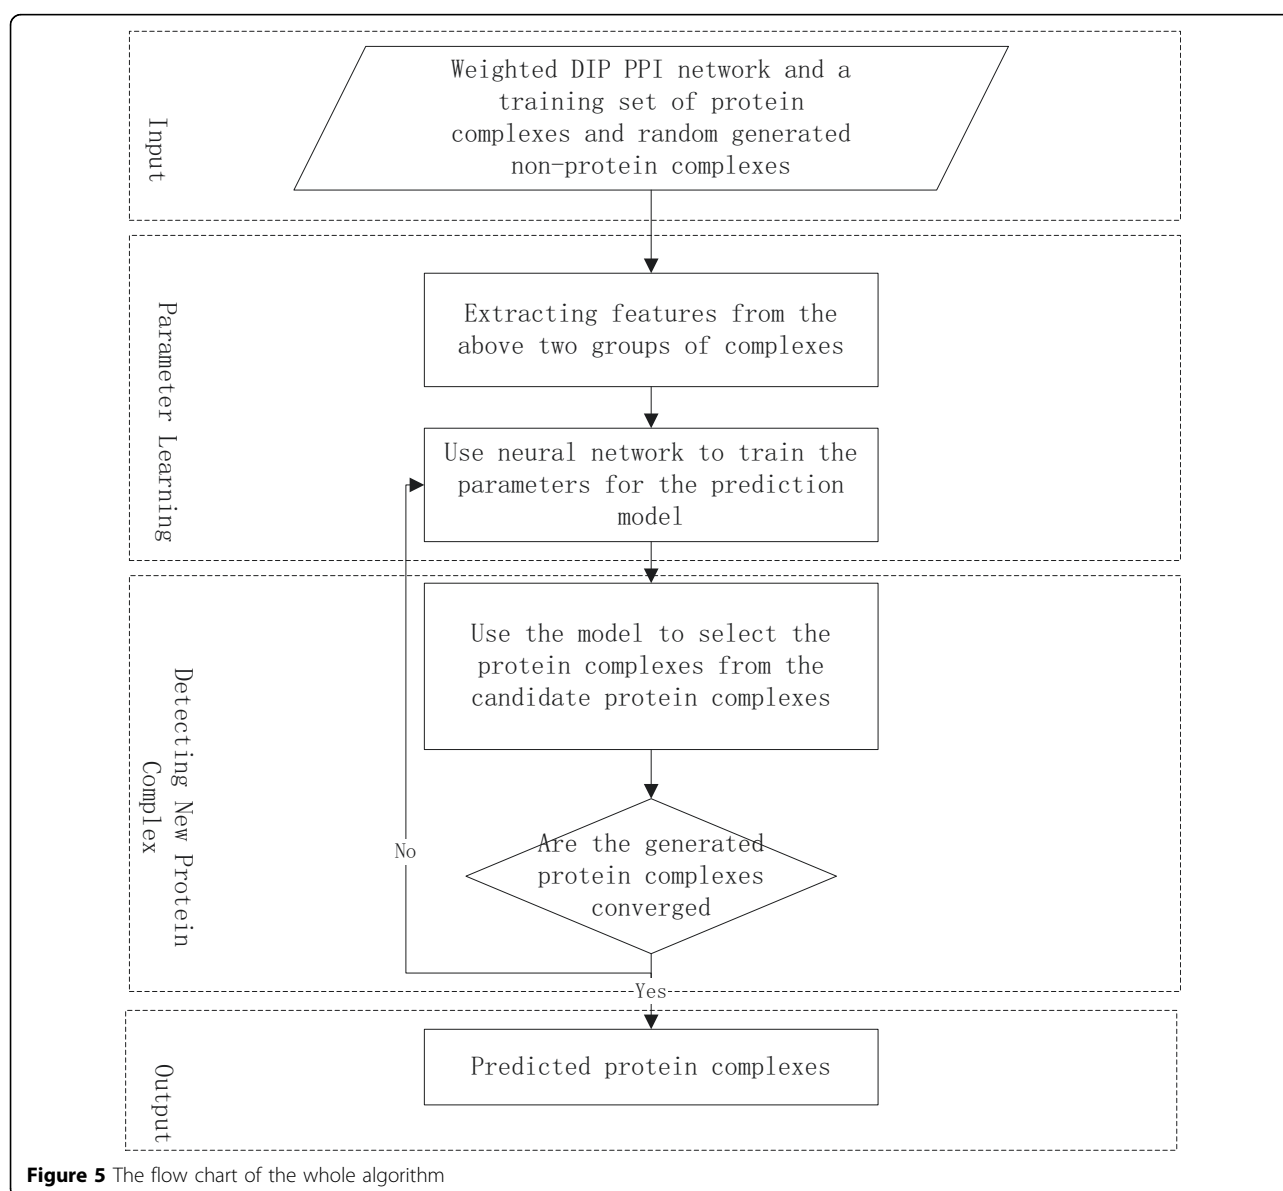 Input
Weighted DIP PPI network and a
training set of protein
complexes and random generated
non-protein complexes
Parameter Learning
Extracting features from the
above two groups of complexes
Use neural network to train the
parameters for the prediction
model
Detecting New Protein
Complex
Use the model to select the
protein complexes from the
candidate protein complexes
Are the generated
protein complexes
converged
No
Yes
Output
Predicted protein complexes
Figure 5 The flow chart of the whole algorithm